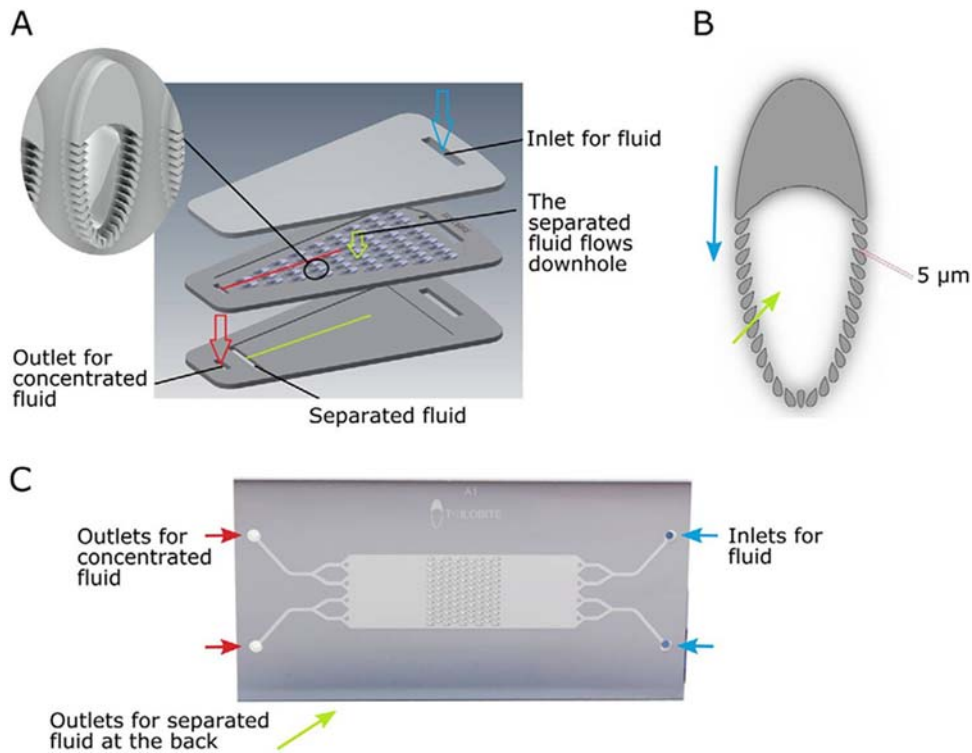 A
B
Inlet for fluid
The
separated
fluid flows
downhole
5 µm
Outlet for
concentrated
fluid
Separated fluid
C
A1
TRILOBITE
Outlets for
concentrated
fluid
Inlets for
fluid
Outlets for separated
fluid at the back